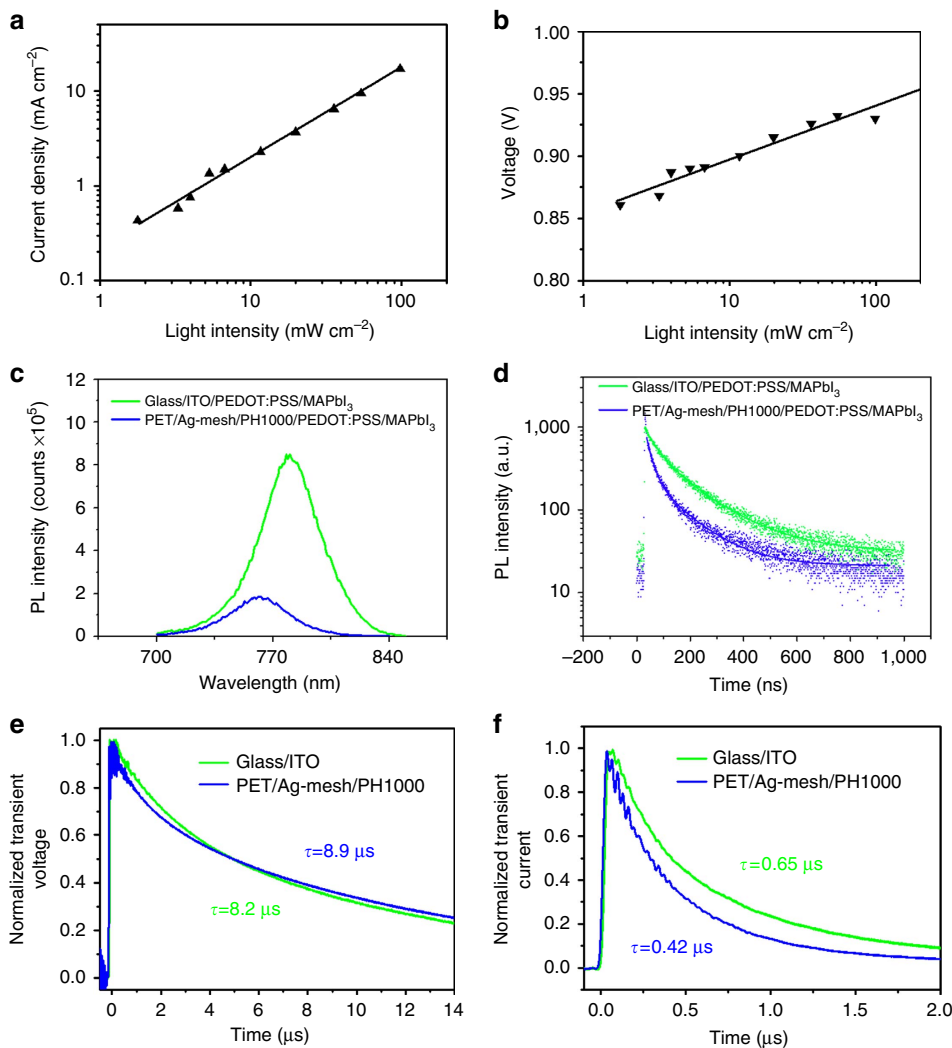 a
Current density (mA cm⁻²)
10
1
0.1
1 10 100
Light intensity (mW cm⁻²)
b
Voltage (V)
1.00
0.95
0.90
0.85
0.80
1 10 100
Light intensity (mW cm⁻²)
c
PL intensity (counts ×10⁵)
12
10
8
6
4
2
0
Glass/ITO/PEDOT:PSS/MAPbI₃
PET/Ag-mesh/PH1000/PEDOT:PSS/MAPbI₃
700 770 840
Wavelength (nm)
d
PL intensity (a.u.)
1,000
100
10
Glass/ITO/PEDOT:PSS/MAPbI₃
PET/Ag-mesh/PH1000/PEDOT:PSS/MAPbI₃
−200 0 200 400 600 800 1,000
Time (ns)
e
Normalized transient
voltage
1.0
0.8
0.6
0.4
0.2
0.0
Glass/ITO
PET/Ag-mesh/PH1000
τ=8.9 μs
τ=8.2 μs
0 2 4 6 8 10 12 14
Time (μs)
f
Normalized transient
current
1.0
0.8
0.6
0.4
0.2
0.0
Glass/ITO
PET/Ag-mesh/PH1000
τ=0.65 μs
τ=0.42 μs
0.0 0.5 1.0 1.5 2.0
Time (μs)